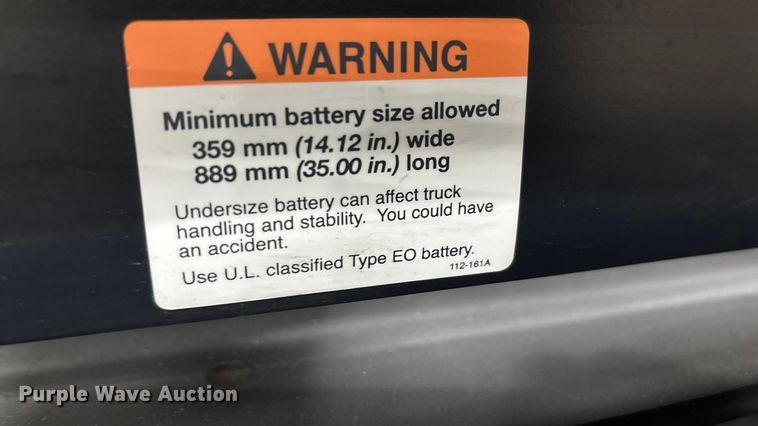 WARNING
Minimum battery size allowed
359 mm (14.12 in.) wide
889 mm (35.00 in.) long
Undersize battery can affect truck
handling and stability. You could have
an accident.
Use U.L. classified Type EO battery.
112-161A
Purple Wave Auction